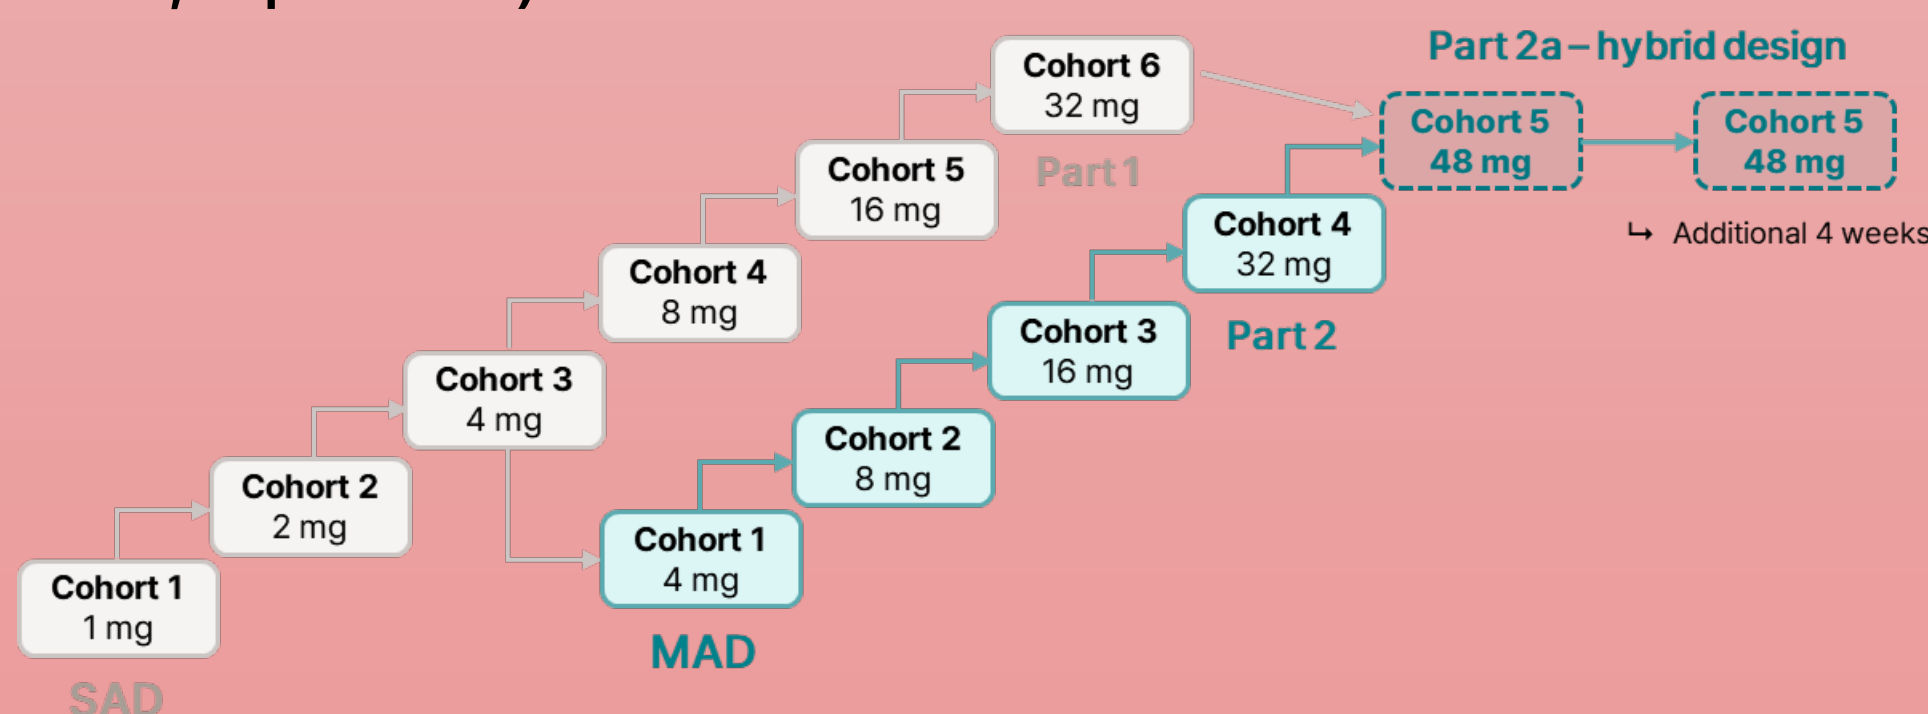 Part 2a – hybrid design
Cohort 6
32 mg
Cohort 5
48 mg
Cohort 5
48 mg
Part 1
Cohort 5
16 mg
Cohort 4
32 mg
↳ Additional 4 weeks
Cohort 4
8 mg
Cohort 3
16 mg
Part 2
Cohort 3
4 mg
Cohort 2
8 mg
Cohort 2
2 mg
Cohort 1
4 mg
Cohort 1
1 mg
MAD
SAD